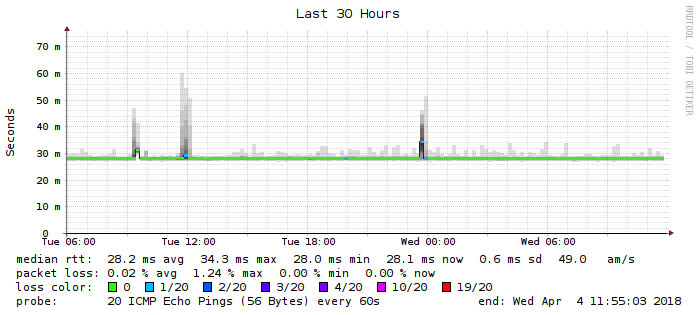 Last 30 Hours
RRDTOOL / TOBI OETIKER
Seconds
70 m
60 m
50 m
40 m
30 m
20 m
10 m
0
Tue 06:00 Tue 12:00 Tue 18:00 Wed 00:00 Wed 06:00
median rtt: 28.2 ms avg 34.3 ms max 28.0 ms min 28.1 ms now 0.6 ms sd 49.0 am/s
packet loss: 0.02 % avg 1.24 % max 0.00 % min 0.00 % now
loss color: 0 1/20 2/20 3/20 4/20 10/20 19/20
probe: 20 ICMP Echo Pings (56 Bytes) every 60s end: Wed Apr 4 11:55:03 2018